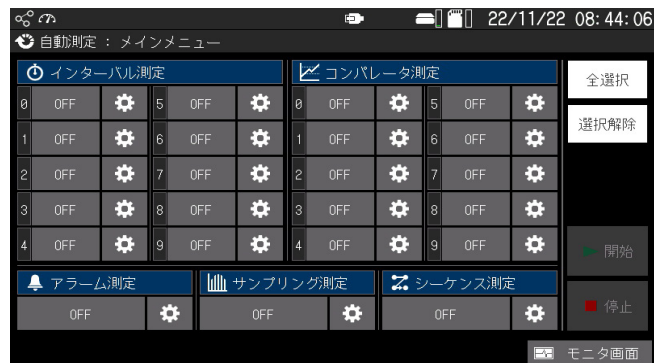 22/11/22 08:44:06
自動測定 : メインメニュー
インターバル測定
コンパレータ測定
全選択
0 OFF 5 OFF 0 OFF 5 OFF
選択解除
1 OFF 6 OFF 1 OFF 6 OFF
2 OFF 7 OFF 2 OFF 7 OFF
3 OFF 8 OFF 3 OFF 8 OFF
4 OFF 9 OFF 4 OFF 9 OFF
開始
アラーム測定
サンプリング測定
シーケンス測定
OFF OFF OFF
停止
モニタ画面